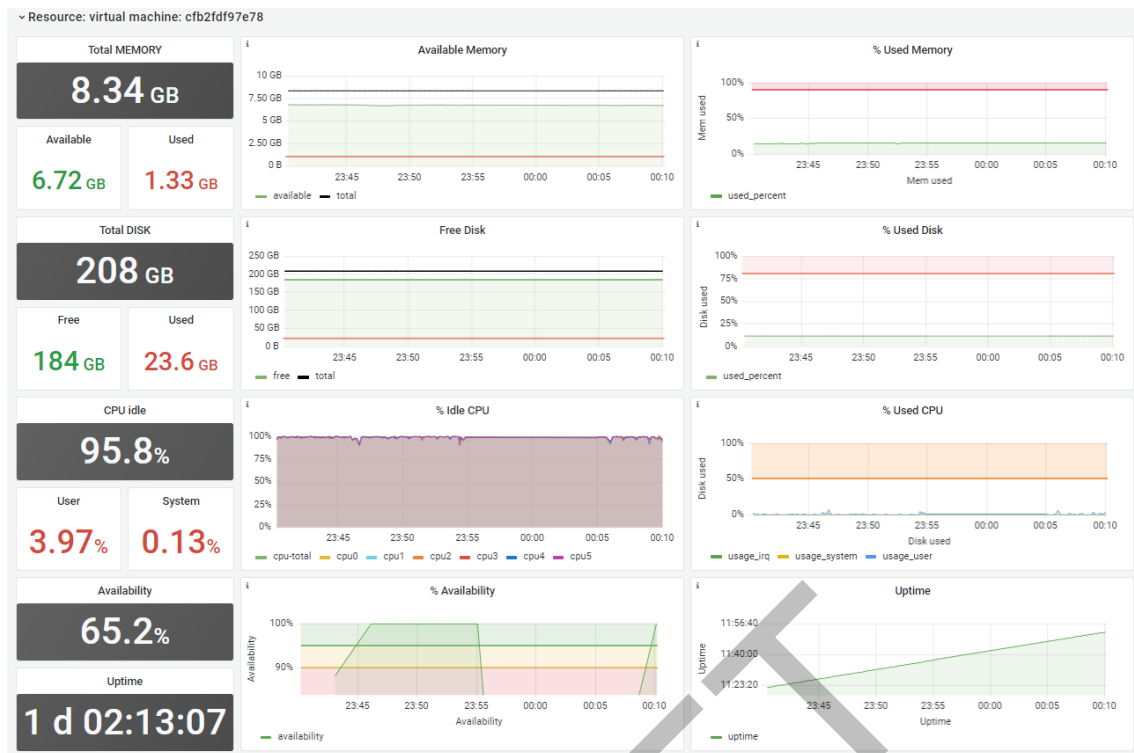 Resource: virtual machine: cfb2fdf97e78
Total MEMORY
8.34 GB
Available
6.72 GB
Used
1.33 GB
Available Memory
10 GB
7.50 GB
5 GB
2.50 GB
0 B
23:45 23:50 23:55 00:00 00:05 00:10
available total
% Used Memory
Mem used
100%
50%
0%
23:45 23:50 23:55 00:00 00:05 00:10
Mem used
used_percent
Total DISK
208 GB
Free
184 GB
Used
23.6 GB
Free Disk
250 GB
200 GB
150 GB
100 GB
50 GB
0 B
23:45 23:50 23:55 00:00 00:05 00:10
free total
% Used Disk
Disk used
100%
75%
50%
25%
0%
23:45 23:50 23:55 00:00 00:05 00:10
used_percent
CPU idle
95.8%
User
3.97%
System
0.13%
% Idle CPU
100%
75%
50%
25%
0%
23:45 23:50 23:55 00:00 00:05 00:10
cpu-total cpu0 cpu1 cpu2 cpu3 cpu4 cpu5
% Used CPU
Disk used
100%
50%
0%
23:45 23:50 23:55 00:00 00:05 00:10
Disk used
usage_irq usage_system usage_user
Availability
65.2%
Uptime
1 d 02:13:07
% Availability
Availability
100%
90%
23:45 23:50 23:55 00:00 00:05 00:10
Availability
availability
Uptime
Uptime
11:56:40
11:40:00
11:23:20
23:45 23:50 23:55 00:00 00:05 00:10
Uptime
uptime